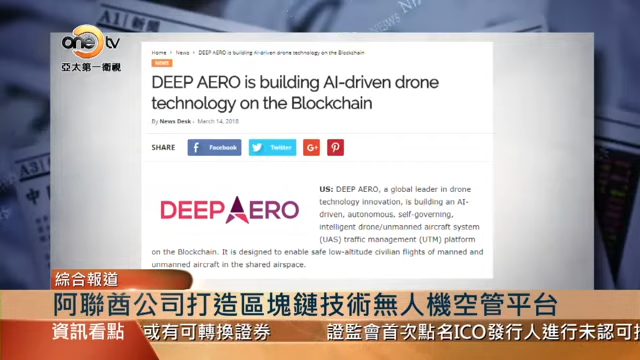 A1|新聞
NEWS
one tv
亞太第一衛視
Home › News › DEEP AERO is building AI-driven drone technology on the Blockchain
NEWS
DEEP AERO is building AI-driven drone
technology on the Blockchain
By News Desk - March 14, 2018
SHARE
Facebook
Twitter
DEEP AERO
US: DEEP AERO, a global leader in drone
technology innovation, is building an AI-
driven, autonomous, self-governing,
intelligent drone/unmanned aircraft system
(UAS) traffic management (UTM) platform
on the Blockchain. It is designed to enable safe low-altitude civilian flights of manned and
unmanned aircraft in the shared airspace.
A3|
綜合報道
阿聯酋公司打造區塊鏈技術無人機空管平台
資訊看點
或有可轉換證券 證監會首次點名ICO發行人進行未認可